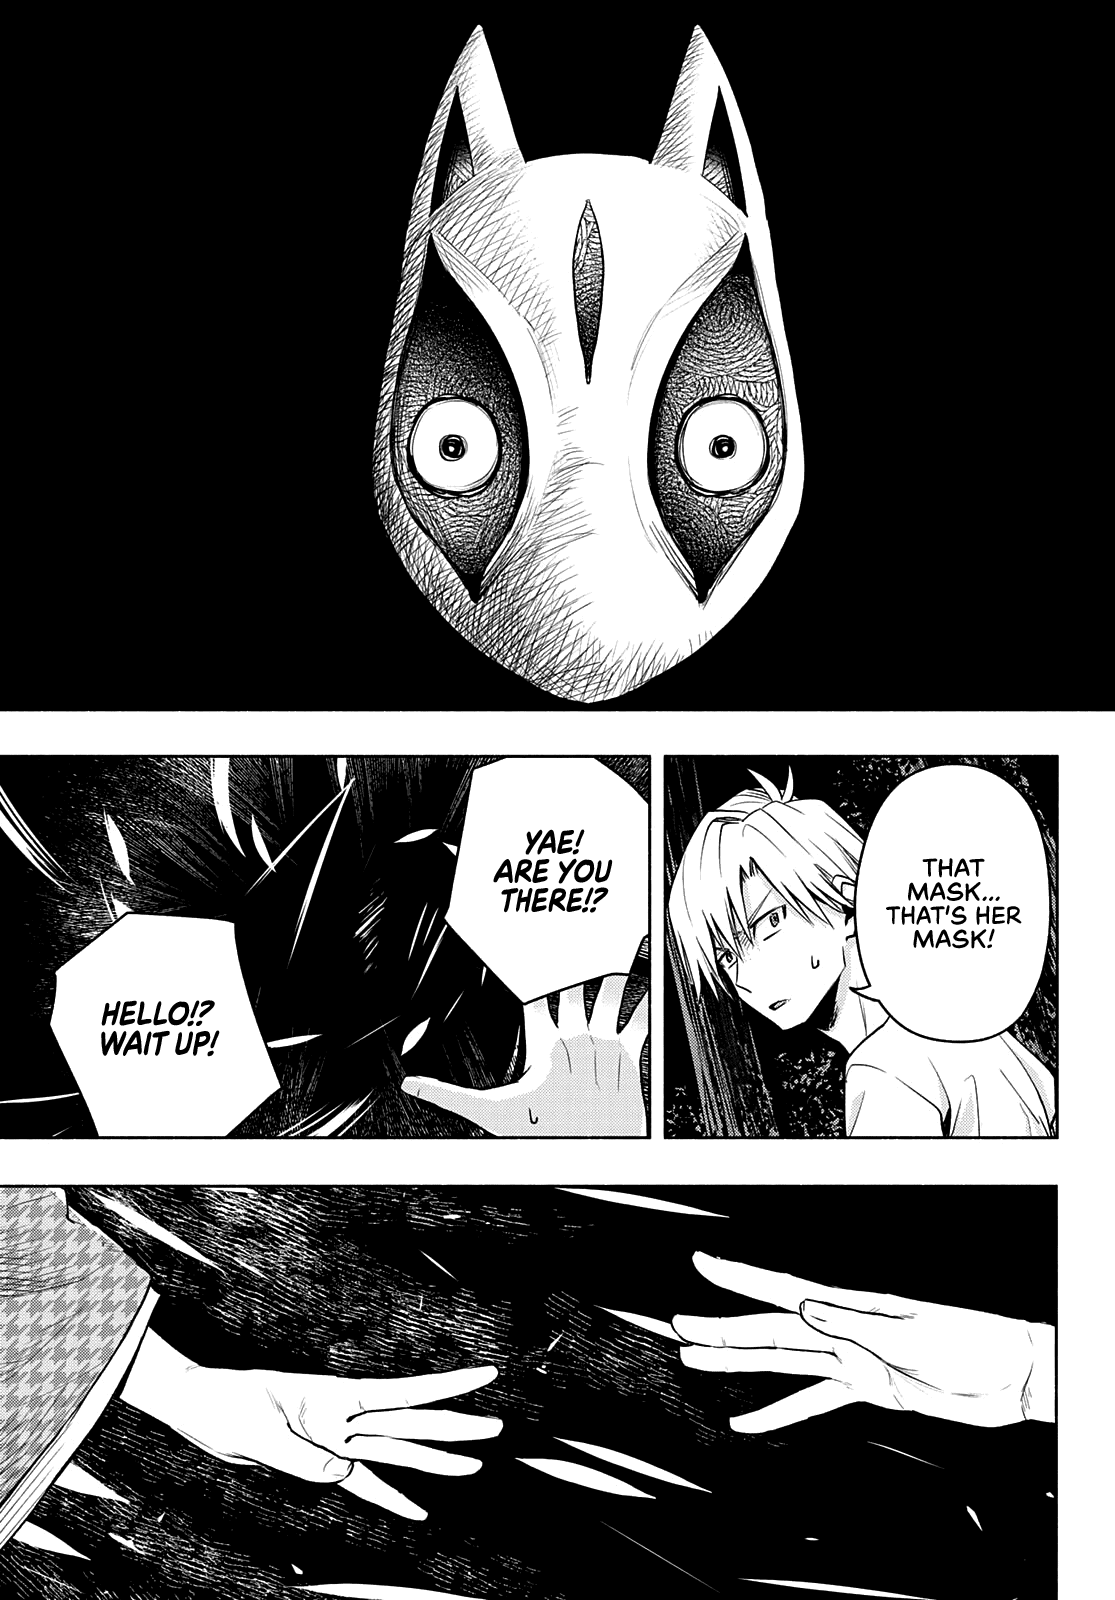 THAT
MASK...
THAT'S HER
MASK!
YAE!
ARE YOU
THERE!?
HELLO!?
WAIT UP!